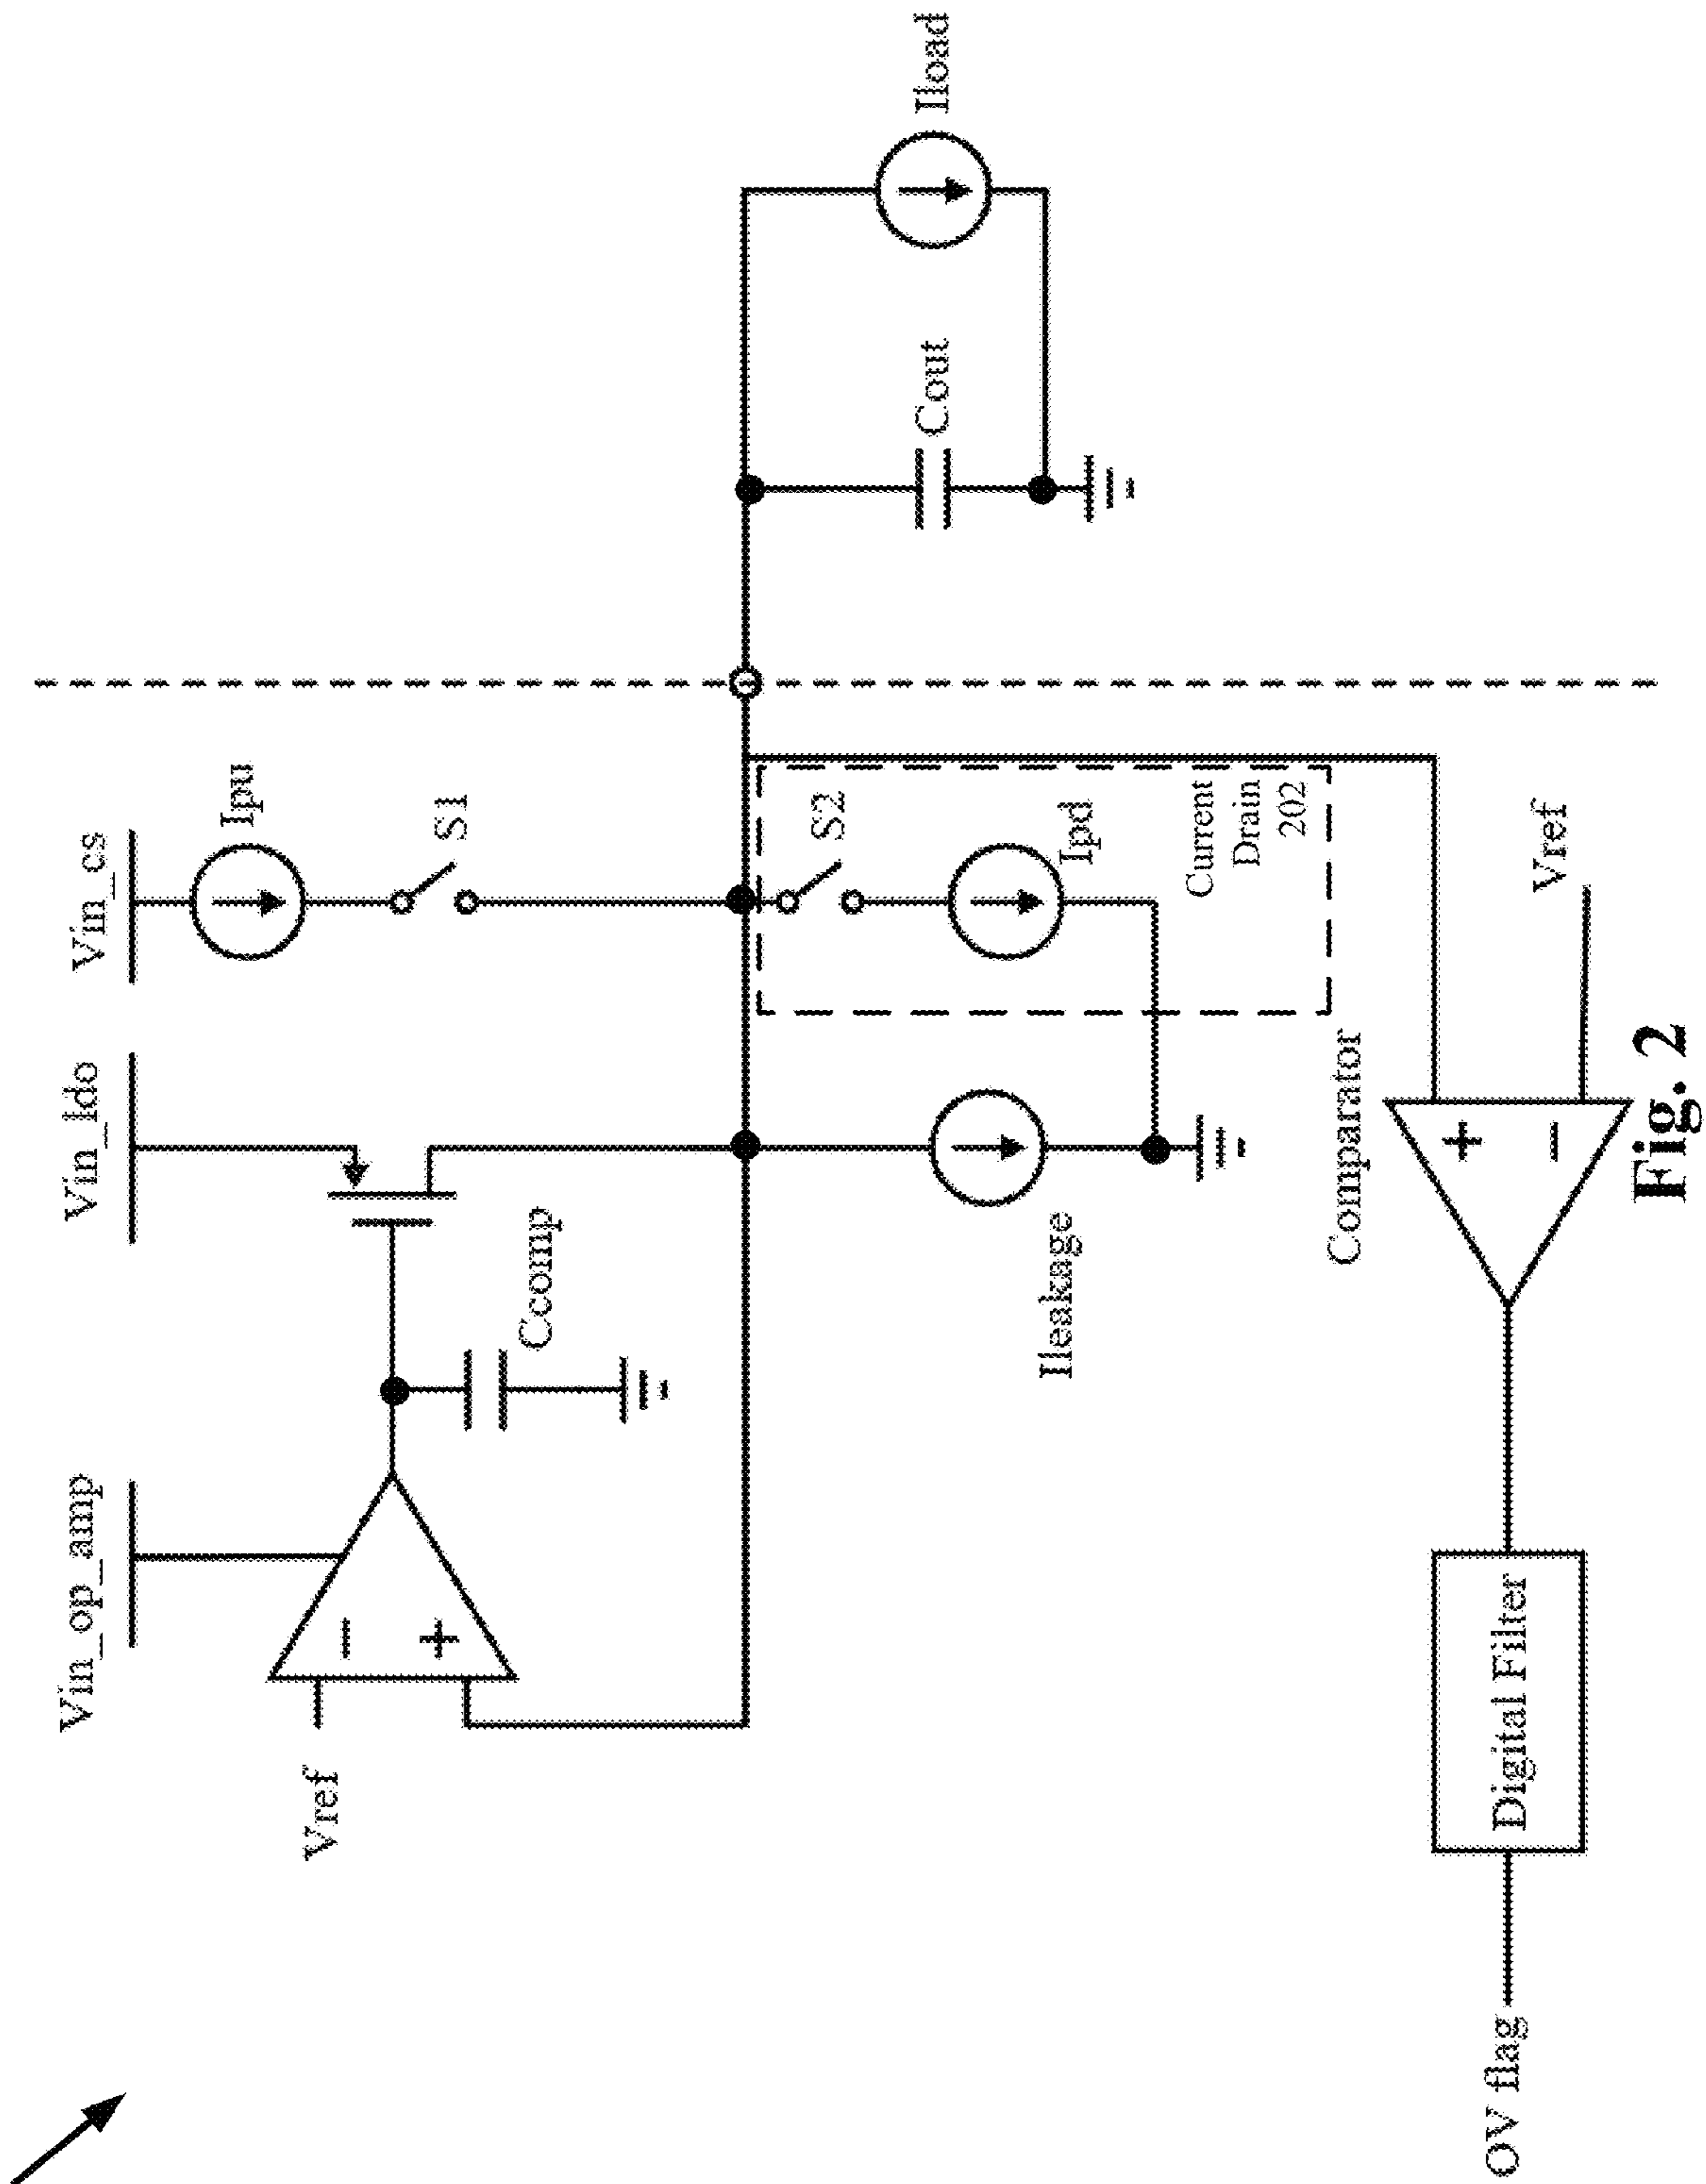 Vin_op_amp
Vin_ldo
Vin_cs
Ipu
S1
Vref
−
+
Ccomp
Iload
Cout
S2
Ipd
Current
Drain
202
Ileakage
Comparator
+
−
Vref
OV flag
Digital Filter
Fig. 2